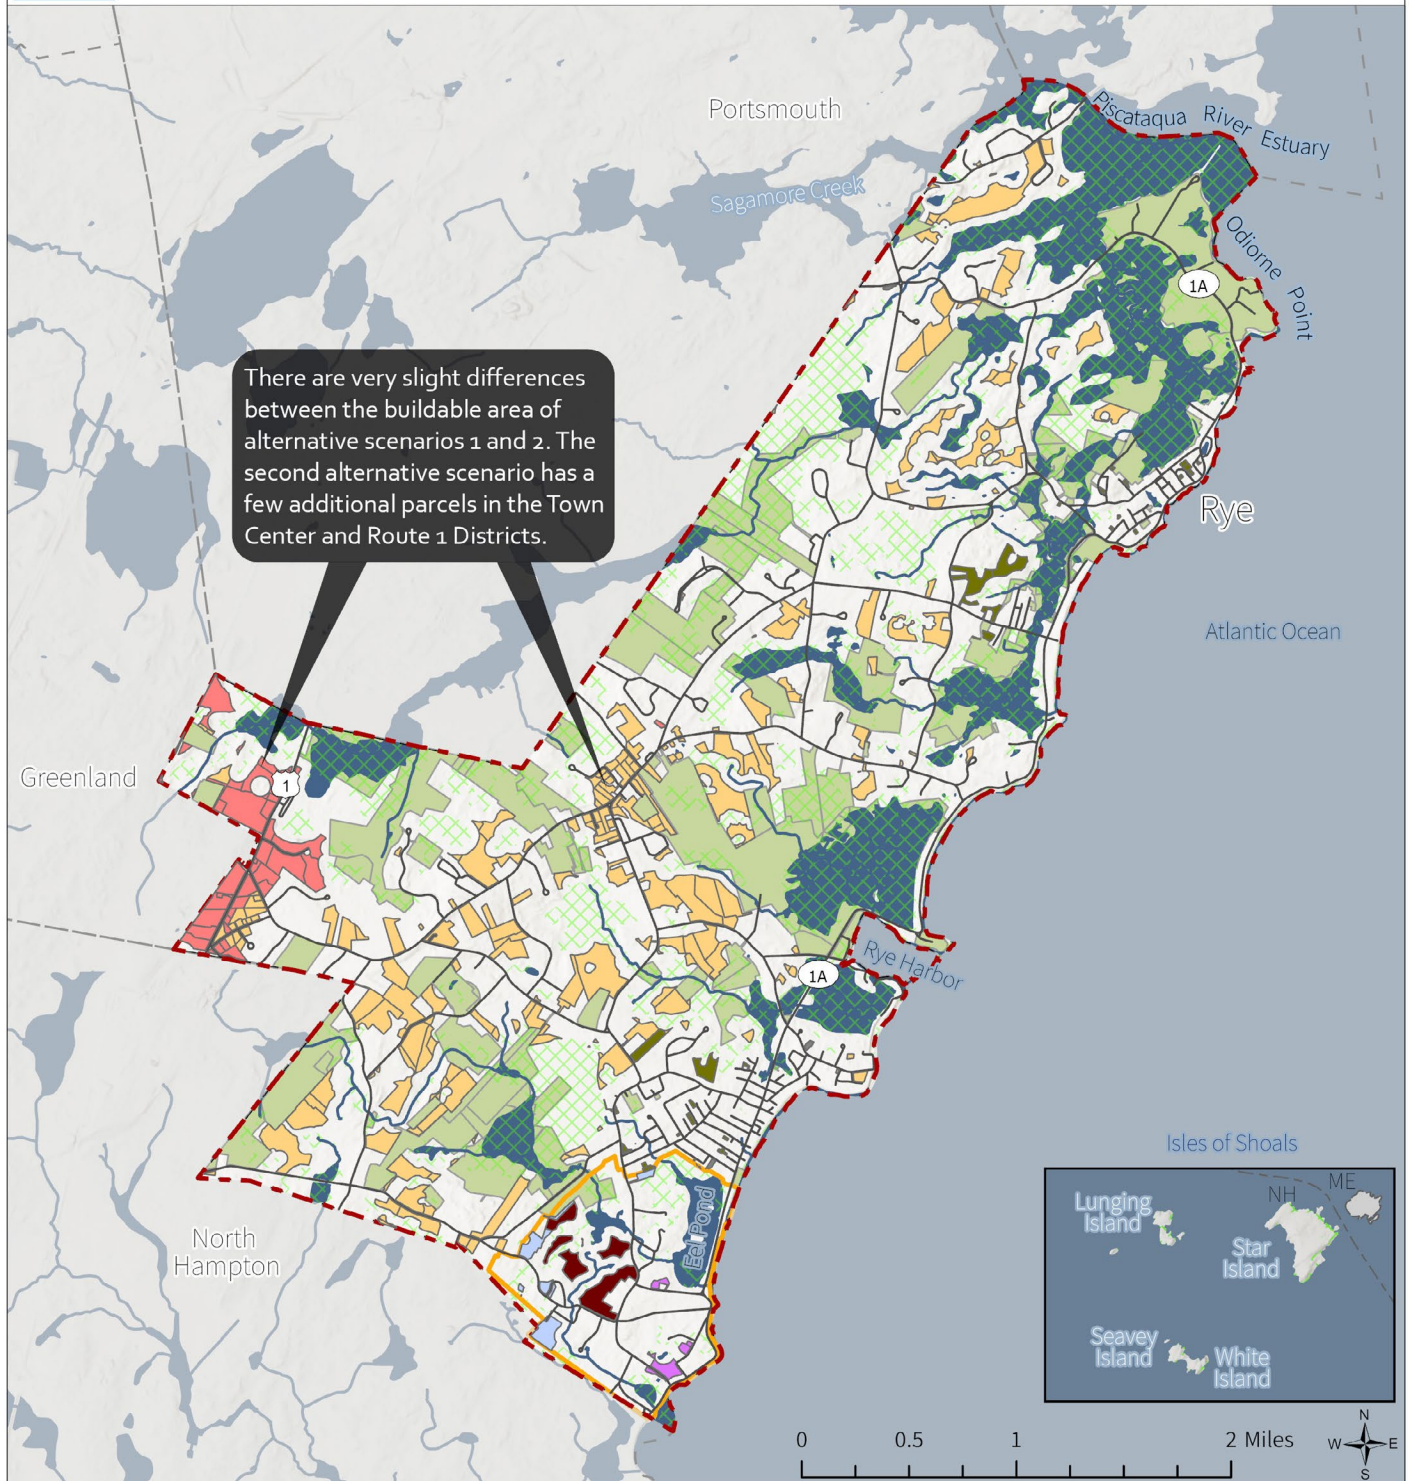 Portsmouth
Piscataqua River Estuary
Sagamore Creek
Odiorne Point
1A
There are very slight differences
between the buildable area of
alternative scenarios 1 and 2. The
second alternative scenario has a
few additional parcels in the Town
Center and Route 1 Districts.
Rye
Atlantic Ocean
Greenland
1
Rye Harbor
1A
Isles of Shoals
Eel Pond
NH
ME
Lunging
Island
Star
Island
North
Hampton
Seavey
Island
White
Island
0 0.5 1 2 Miles
N
W E
S